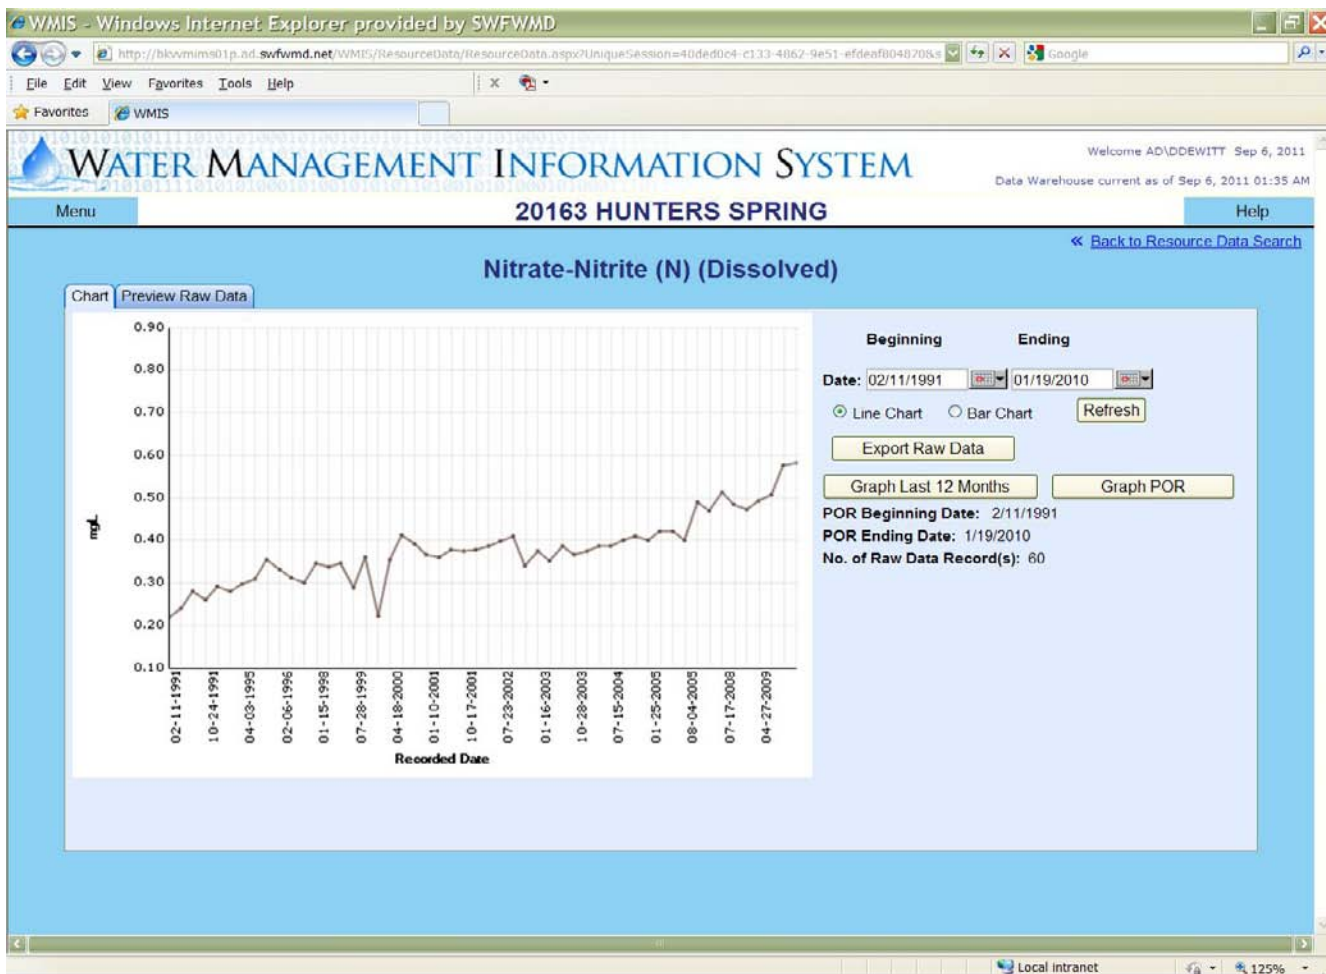 WMIS - Windows Internet Explorer provided by SWFWMD
Google
File Edit View Favorites Tools Help
Favorites WMIS
WATER MANAGEMENT INFORMATION SYSTEM
Welcome AD\DDEWITT Sep 6, 2011
Data Warehouse current as of Sep 6, 2011 01:35 AM
Menu 20163 HUNTERS SPRING Help
« Back to Resource Data Search
Nitrate-Nitrite (N) (Dissolved)
Chart Preview Raw Data
0.90
0.80
0.70
0.60
0.50
0.40
0.30
0.20
0.10
mg/L
02-11-1991
10-24-1991
04-03-1995
02-06-1996
01-15-1998
07-28-1999
04-18-2000
01-10-2001
10-17-2001
07-23-2002
01-16-2003
10-28-2003
07-15-2004
01-25-2005
08-04-2005
07-17-2008
04-27-2009
Recorded Date
Beginning Ending
Date: 02/11/1991 01/19/2010
Line Chart Bar Chart Refresh
Export Raw Data
Graph Last 12 Months Graph POR
POR Beginning Date: 2/11/1991
POR Ending Date: 1/19/2010
No. of Raw Data Record(s): 60
Local intranet 125%